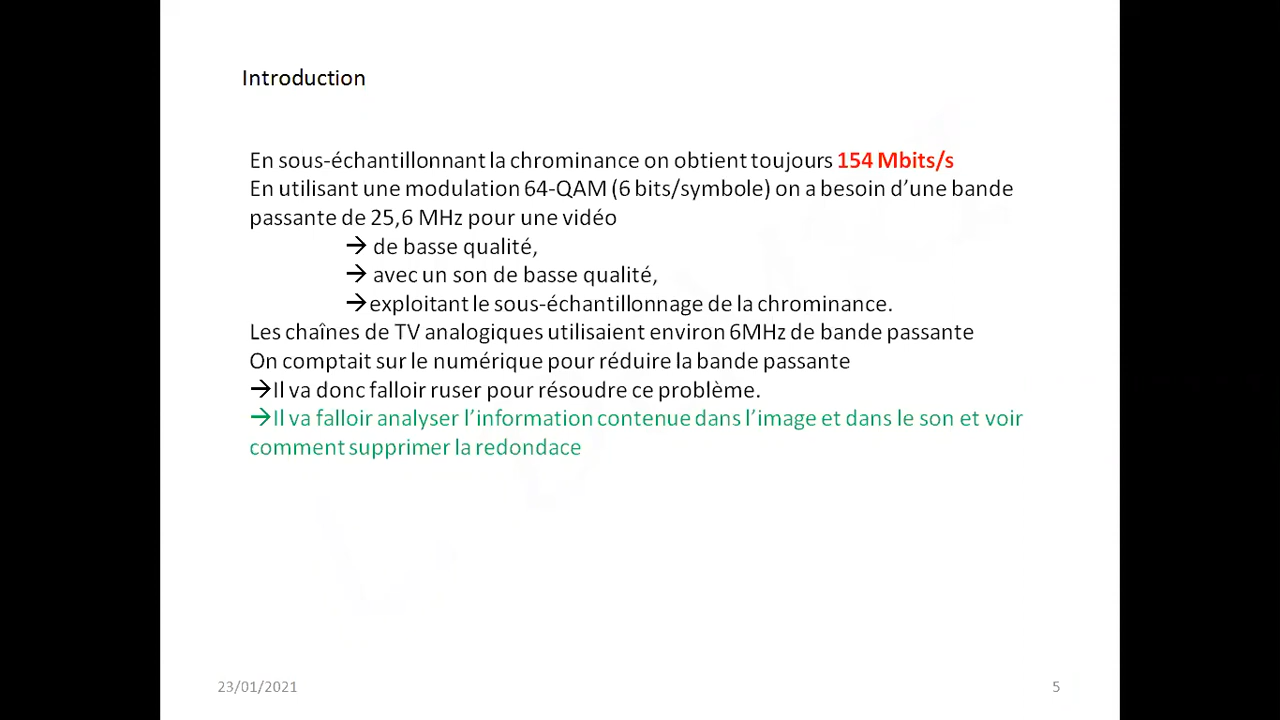 Introduction
En sous-échantillonnant la chrominance on obtient toujours 154 Mbits/s
En utilisant une modulation 64-QAM (6 bits/symbole) on a besoin d’une bande
passante de 25,6 MHz pour une vidéo
→ de basse qualité,
→ avec un son de basse qualité,
→exploitant le sous-échantillonnage de la chrominance.
Les chaînes de TV analogiques utilisaient environ 6MHz de bande passante
On comptait sur le numérique pour réduire la bande passante
→Il va donc falloir ruser pour résoudre ce problème.
→Il va falloir analyser l’information contenue dans l’image et dans le son et voir
comment supprimer la redondace
23/01/2021
5